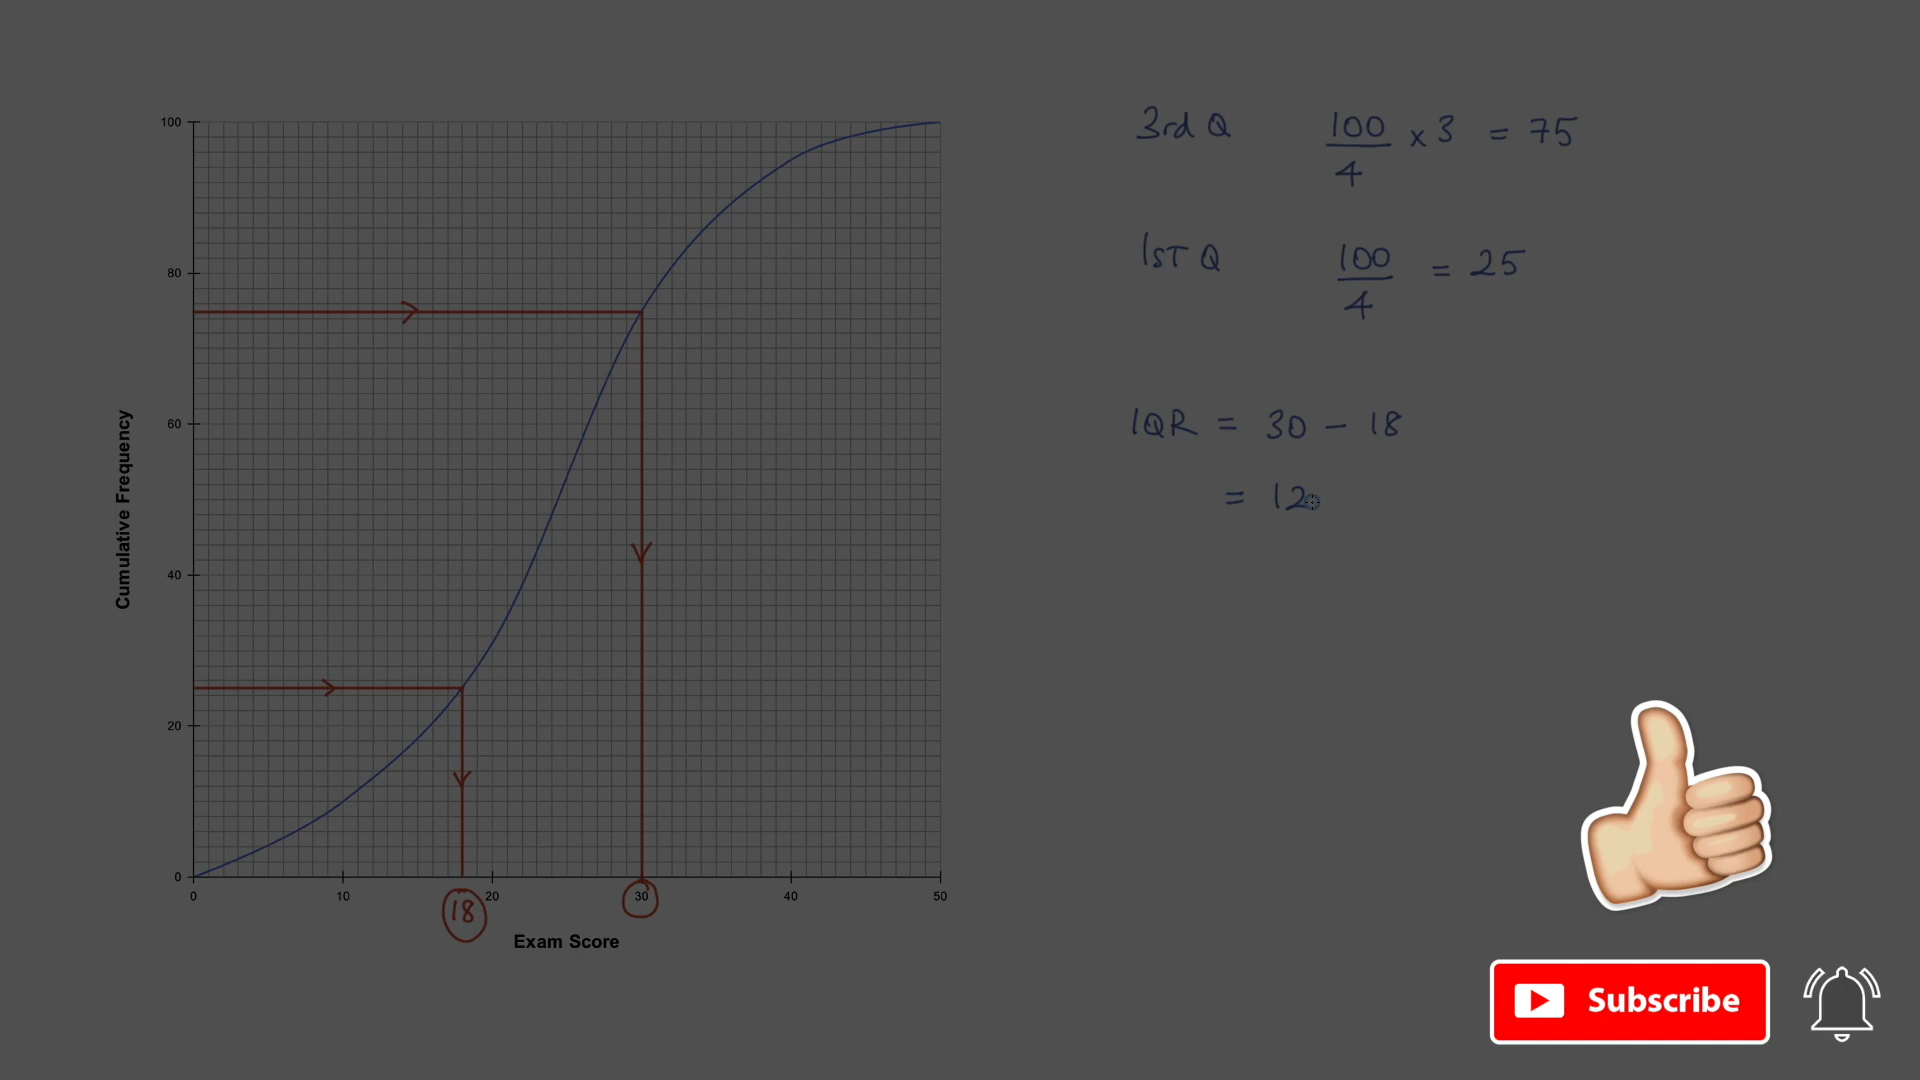 100
80
60
40
20
0
Cumulative Frequency
0 10 20 30 40 50
18
Exam Score
3rd Q 100/4 x 3 = 75
1ST Q 100/4 = 25
IQR = 30 - 18
= 12
Subscribe